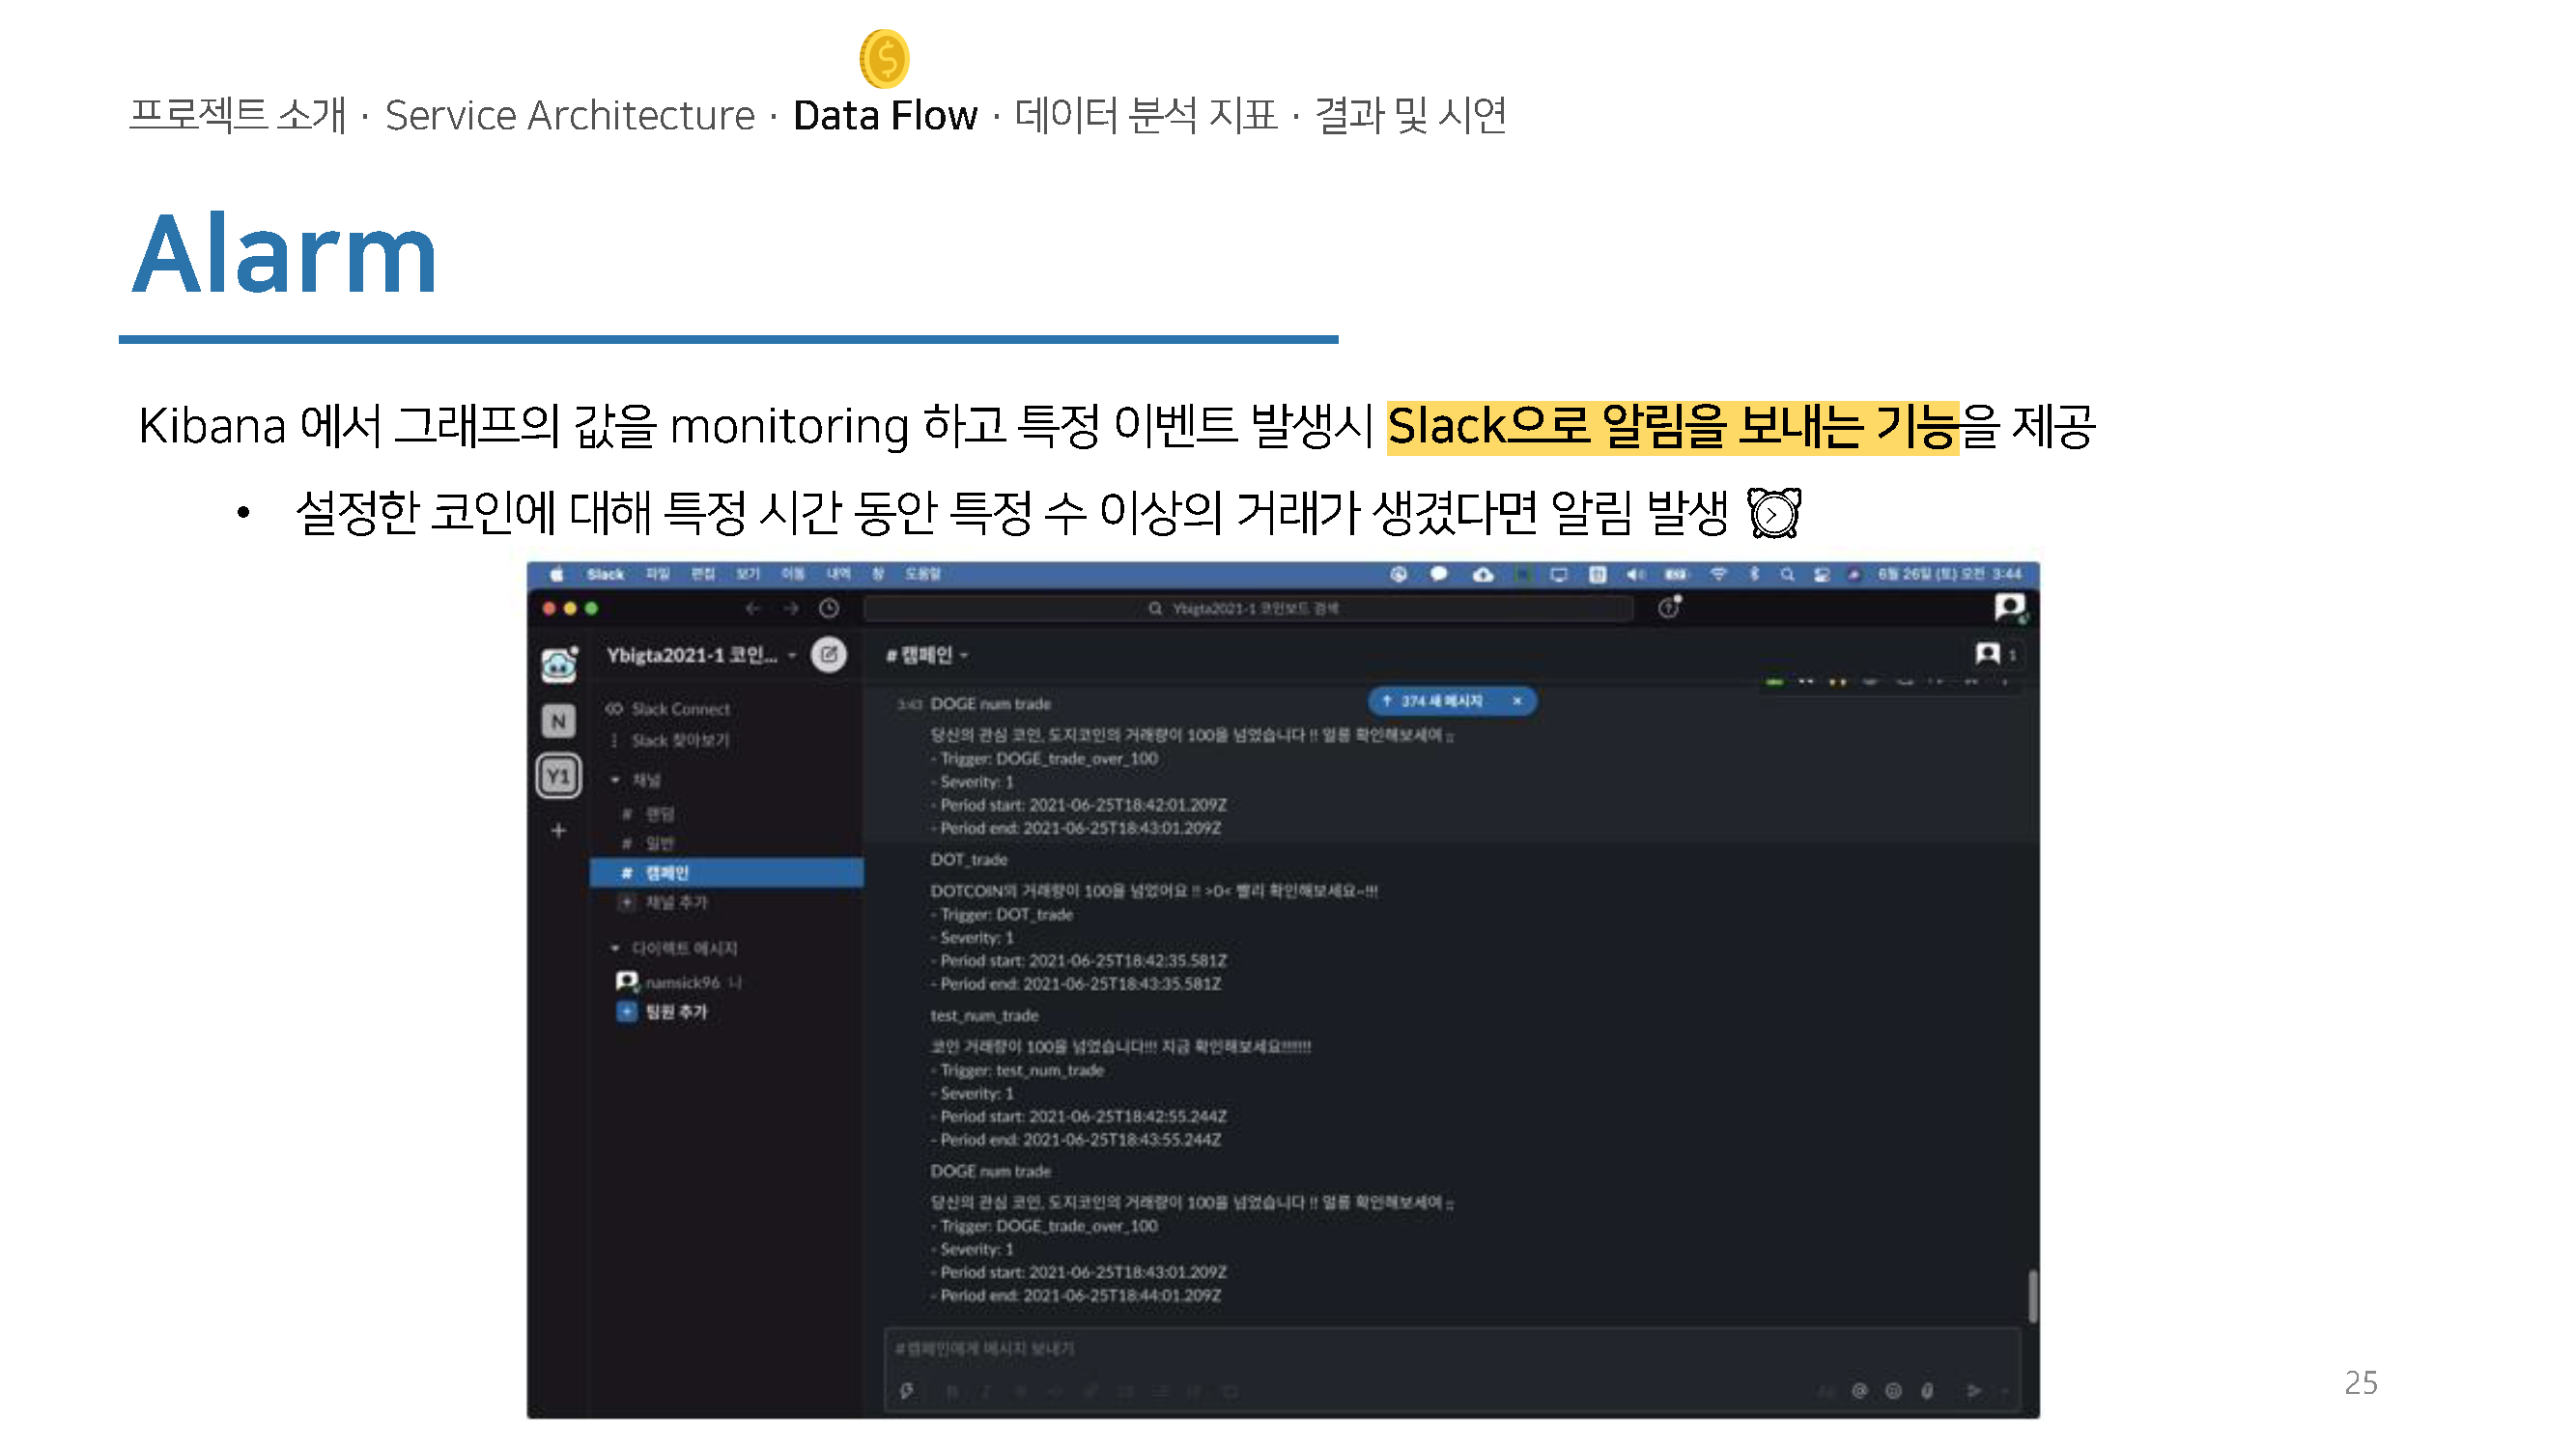 프로젝트 소개 · Service Architecture · Data Flow · 데이터 분석 지표 · 결과 및 시연
Alarm
Kibana 에서 그래프의 값을 monitoring 하고 특정 이벤트 발생시 Slack으로 알림을 보내는 기능을 제공
• 설정한 코인에 대해 특정 시간 동안 특정 수 이상의 거래가 생겼다면 알림 발생
Slack 파일 편집 보기 이동 내역 창 도움말
6월 26일 (토) 오전 3:44
Ybigta2021-1 코인보드 검색
Ybigta2021-1 코인...
# 캠페인
1
N
Y1
Slack Connect
Slack 찾아보기
채널
# 랜덤
# 일반
# 캠페인
+ 채널 추가
다이렉트 메시지
namsick96 나
+ 팀원 추가
↑ 374 새 메시지 ×
3:43 DOGE num trade
당신의 관심 코인, 도지코인의 거래량이 100을 넘었습니다 !! 얼른 확인해보세여 ;;
- Trigger: DOGE_trade_over_100
- Severity: 1
- Period start: 2021-06-25T18:42:01.209Z
- Period end: 2021-06-25T18:43:01.209Z
DOT_trade
DOTCOIN의 거래량이 100을 넘었어요 !! >0< 빨리 확인해보세요~!!!
- Trigger: DOT_trade
- Severity: 1
- Period start: 2021-06-25T18:42:35.581Z
- Period end: 2021-06-25T18:43:35.581Z
test_num_trade
코인 거래량이 100을 넘었습니다!!! 지금 확인해보세요!!!!!!!
- Trigger: test_num_trade
- Severity: 1
- Period start: 2021-06-25T18:42:55.244Z
- Period end: 2021-06-25T18:43:55.244Z
DOGE num trade
당신의 관심 코인, 도지코인의 거래량이 100을 넘었습니다 !! 얼른 확인해보세여 ;;
- Trigger: DOGE_trade_over_100
- Severity: 1
- Period start: 2021-06-25T18:43:01.209Z
- Period end: 2021-06-25T18:44:01.209Z
#캠페인에게 메시지 보내기
25